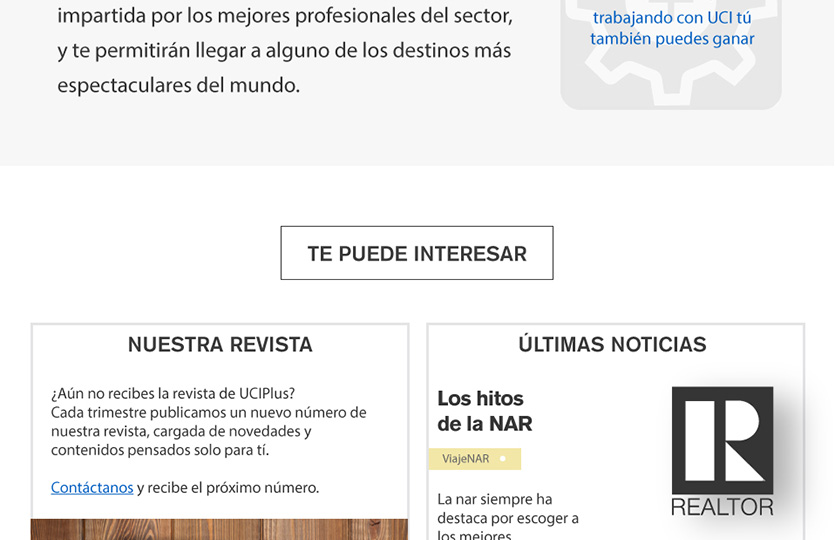 impartida por los mejores profesionales del sector,
y te permitirán llegar a alguno de los destinos más
espectaculares del mundo.
trabajando con UCI tú
también puedes ganar
TE PUEDE INTERESAR
NUESTRA REVISTA
¿Aún no recibes la revista de UCIPlus?
Cada trimestre publicamos un nuevo número de
nuestra revista, cargada de novedades y
contenidos pensados solo para tí.
Contáctanos y recibe el próximo número.
ÚLTIMAS NOTICIAS
Los hitos
de la NAR
ViajeNAR
La nar siempre ha
destaca por escoger a
los mejores
R
REALTOR